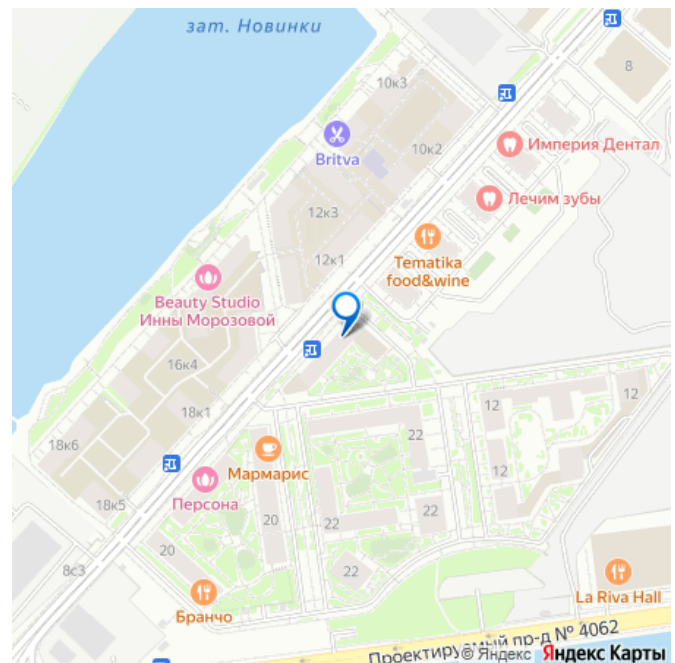 зат. Новинки
8
10к3
10к2
Britva
Империя Дентал
Лечим зубы
12к3
12к1
Tematika
food&wine
Beauty Studio
Инны Морозовой
16к4
18к1
12
12
22
22
18к6
Мармарис
12
18к5
Персона
20
22
22
20
8с3
22
La Riva Hall
Бранчо
Проектируемый пр-д № 4062
© Яндекс Яндекс Карты